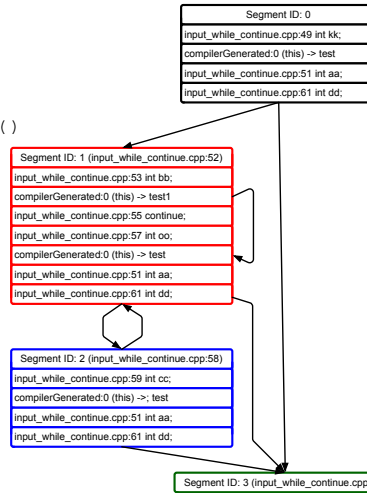 Segment ID: 0
input_while_continue.cpp:49 int kk;
compilerGenerated:0 (this) -> test
input_while_continue.cpp:51 int aa;
input_while_continue.cpp:61 int dd;
( )
Segment ID: 1 (input_while_continue.cpp:52)
input_while_continue.cpp:53 int bb;
compilerGenerated:0 (this) -> test1
input_while_continue.cpp:55 continue;
input_while_continue.cpp:57 int oo;
compilerGenerated:0 (this) -> test
input_while_continue.cpp:51 int aa;
input_while_continue.cpp:61 int dd;
Segment ID: 2 (input_while_continue.cpp:58)
input_while_continue.cpp:59 int cc;
compilerGenerated:0 (this) ->; test
input_while_continue.cpp:51 int aa;
input_while_continue.cpp:61 int dd;
Segment ID: 3 (input_while_continue.cpp